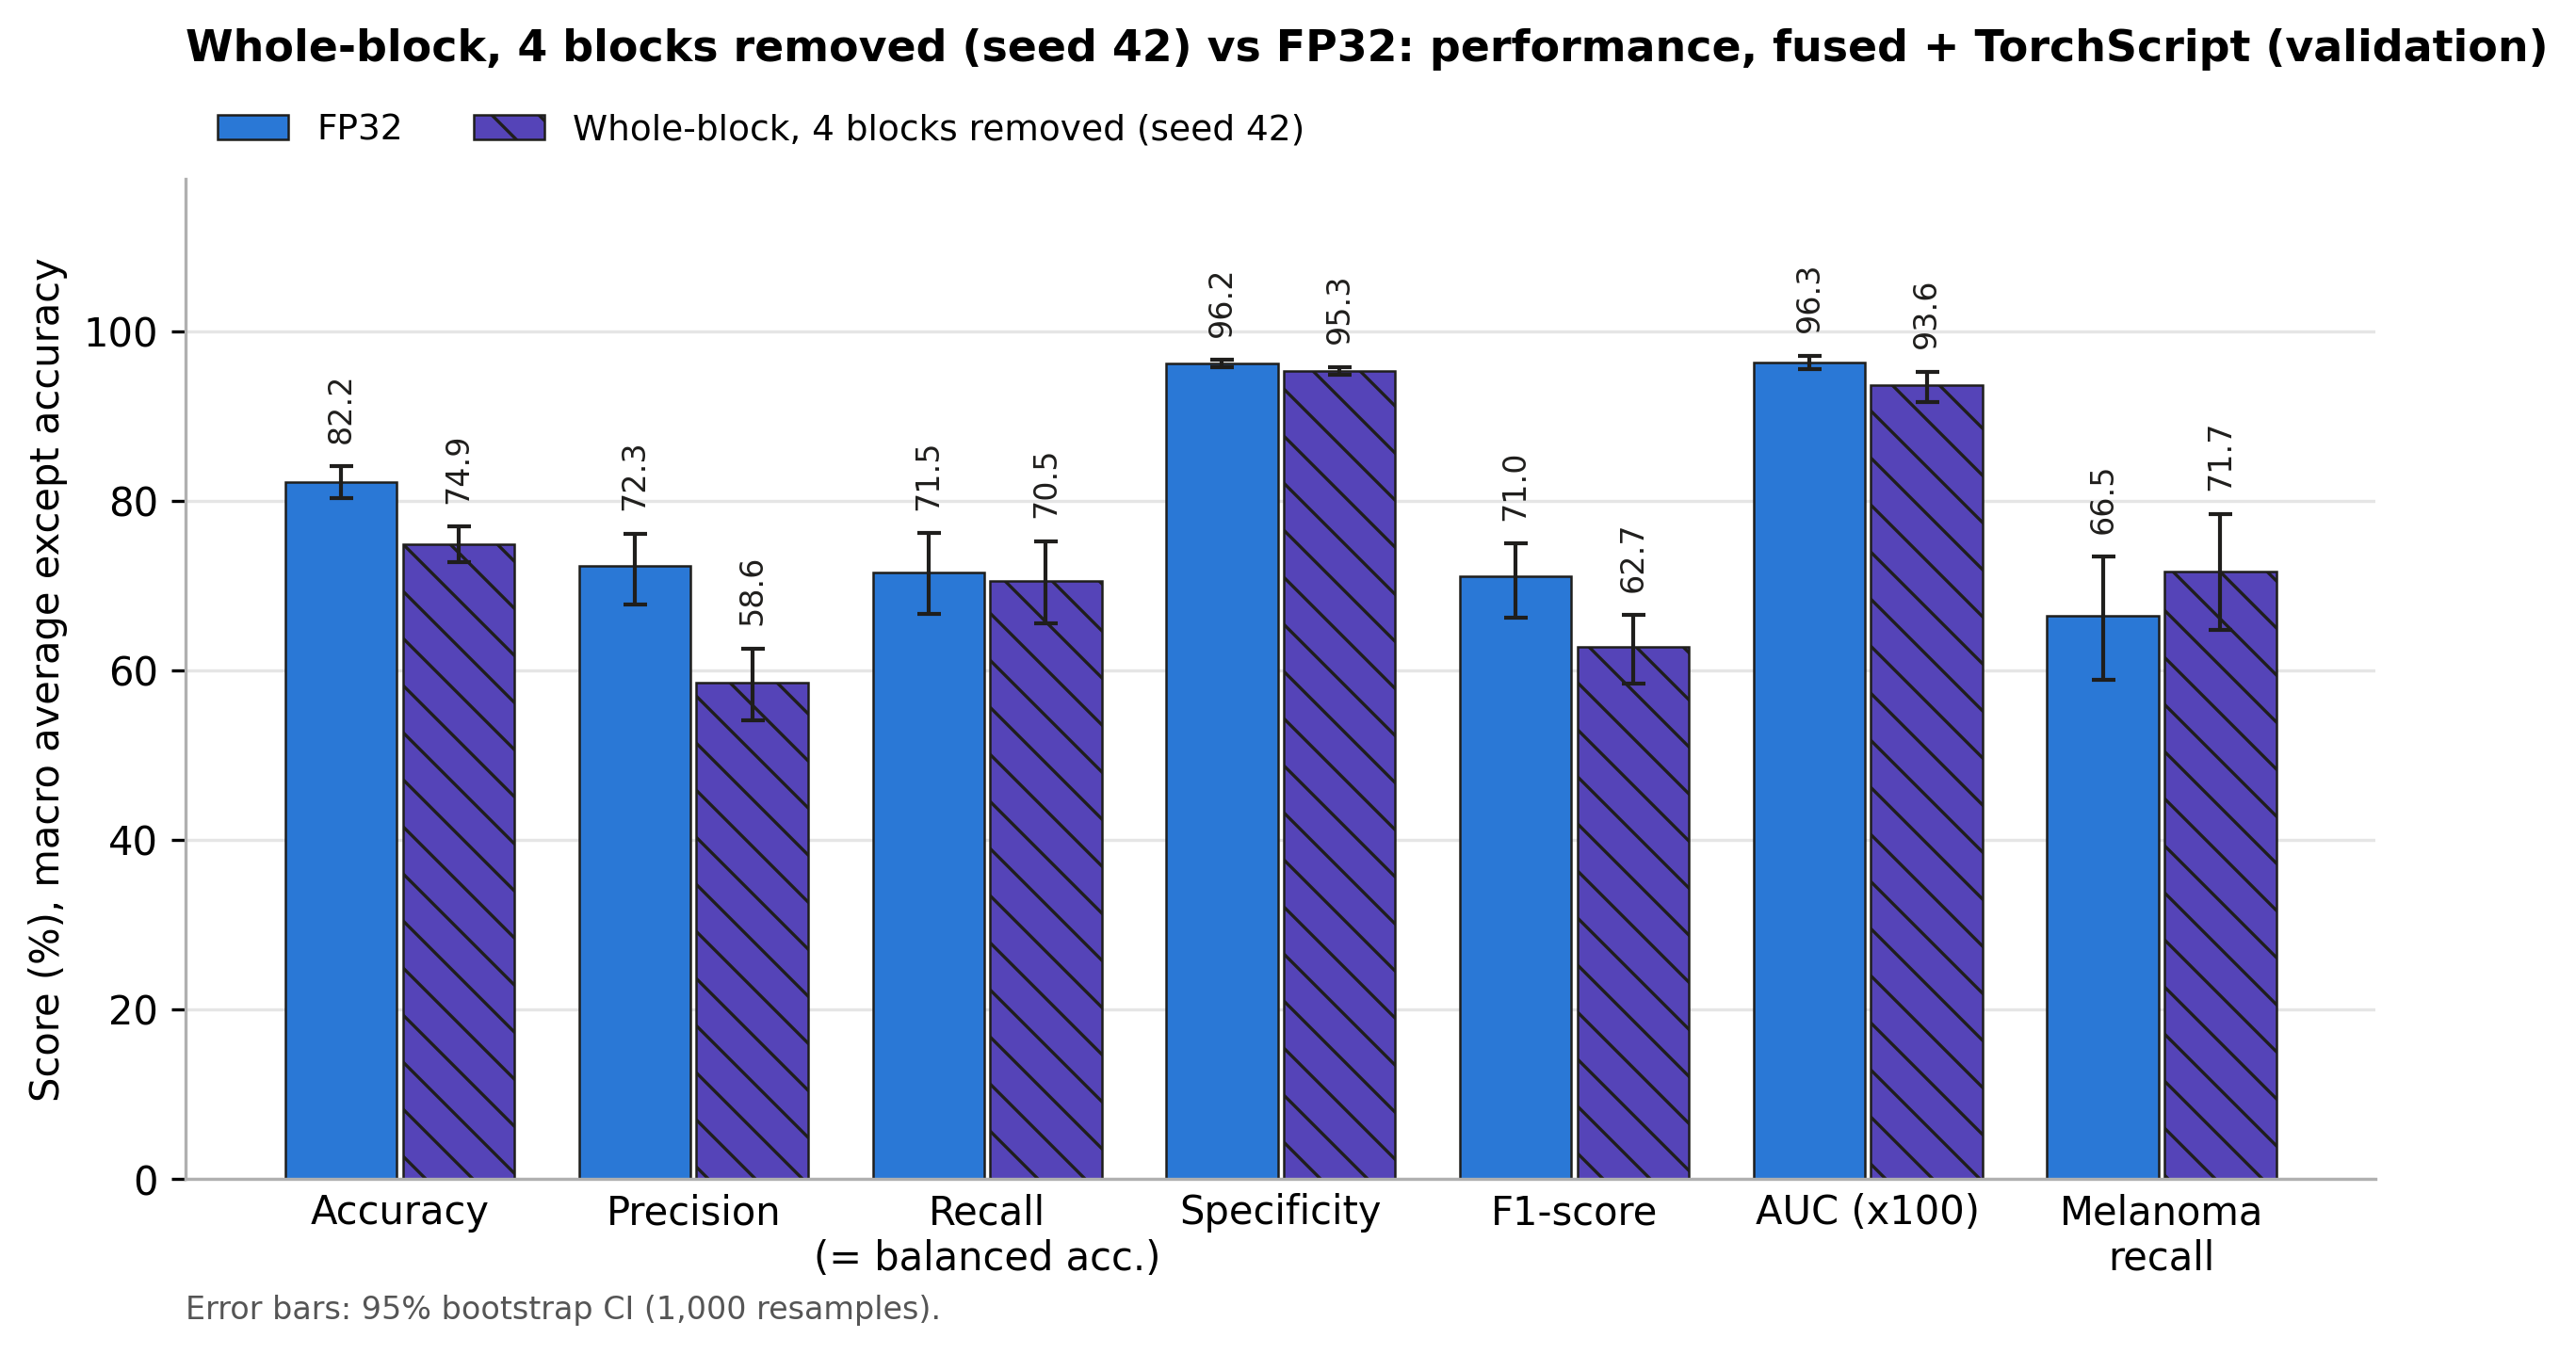 Whole-block, 4 blocks removed (seed 42) vs FP32: performance, fused + TorchScript (validation)
FP32
Whole-block, 4 blocks removed (seed 42)
Score (%), macro average except accuracy
100
80
60
40
20
0
82.2
74.9
72.3
58.6
71.5
70.5
96.2
95.3
71.0
62.7
96.3
93.6
66.5
71.7
Accuracy
Precision
Recall
(= balanced acc.)
Specificity
F1-score
AUC (x100)
Melanoma
recall
Error bars: 95% bootstrap CI (1,000 resamples).